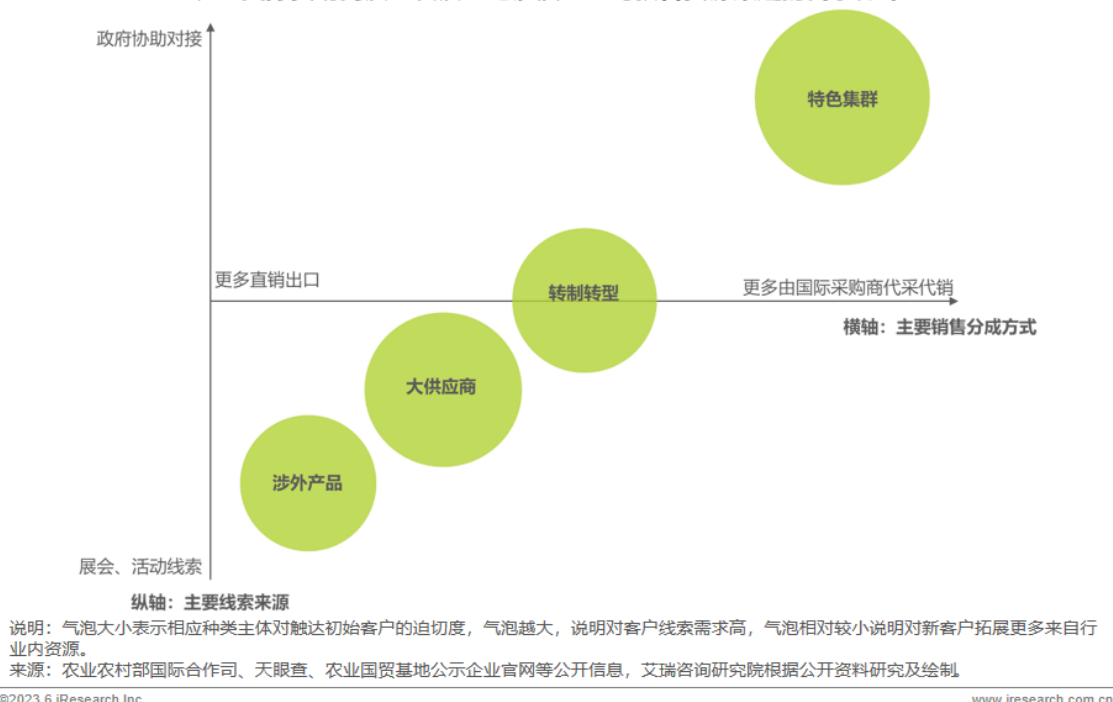 政府协助对接
特色集群
更多直销出口
转制转型
更多由国际采购商代采代销
横轴：主要销售分成方式
大供应商
涉外产品
展会、活动线索
纵轴：主要线索来源
说明：气泡大小表示相应种类主体对触达初始客户的迫切度，气泡越大，说明对客户线索需求高，气泡相对较小说明对新客户拓展更多来自行
业内资源。
来源：农业农村部国际合作司、天眼查、农业国贸基地公示企业官网等公开信息，艾瑞咨询研究院根据公开资料研究及绘制。
©2023.6 iResearch Inc
www.iresearch.com.cn